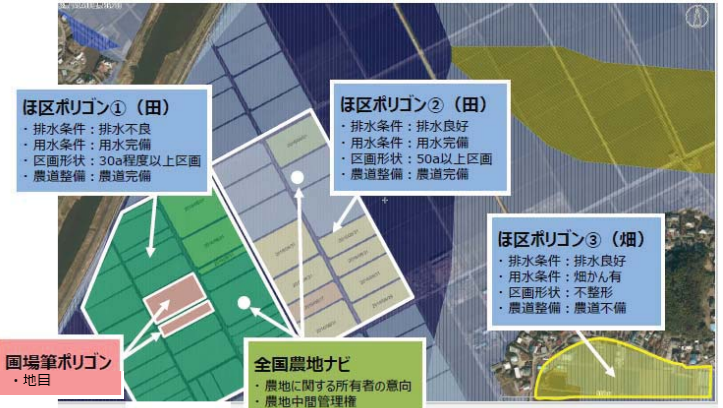 ほ区ポリゴン①(田)
・排水条件：排水不良
・用水条件：用水完備
・区画形状：30a程度以上区画
・農道整備：農道完備
ほ区ポリゴン②(田)
・排水条件：排水良好
・用水条件：用水完備
・区画形状：50a以上区画
・農道整備：農道完備
ほ区ポリゴン③(畑)
・排水条件：排水良好
・用水条件：畑かん有
・区画形状：不整形
・農道整備：農道不備
圃場筆ポリゴン
・地目
全国農地ナビ
・農地に関する所有者の意向
・農地中間管理権